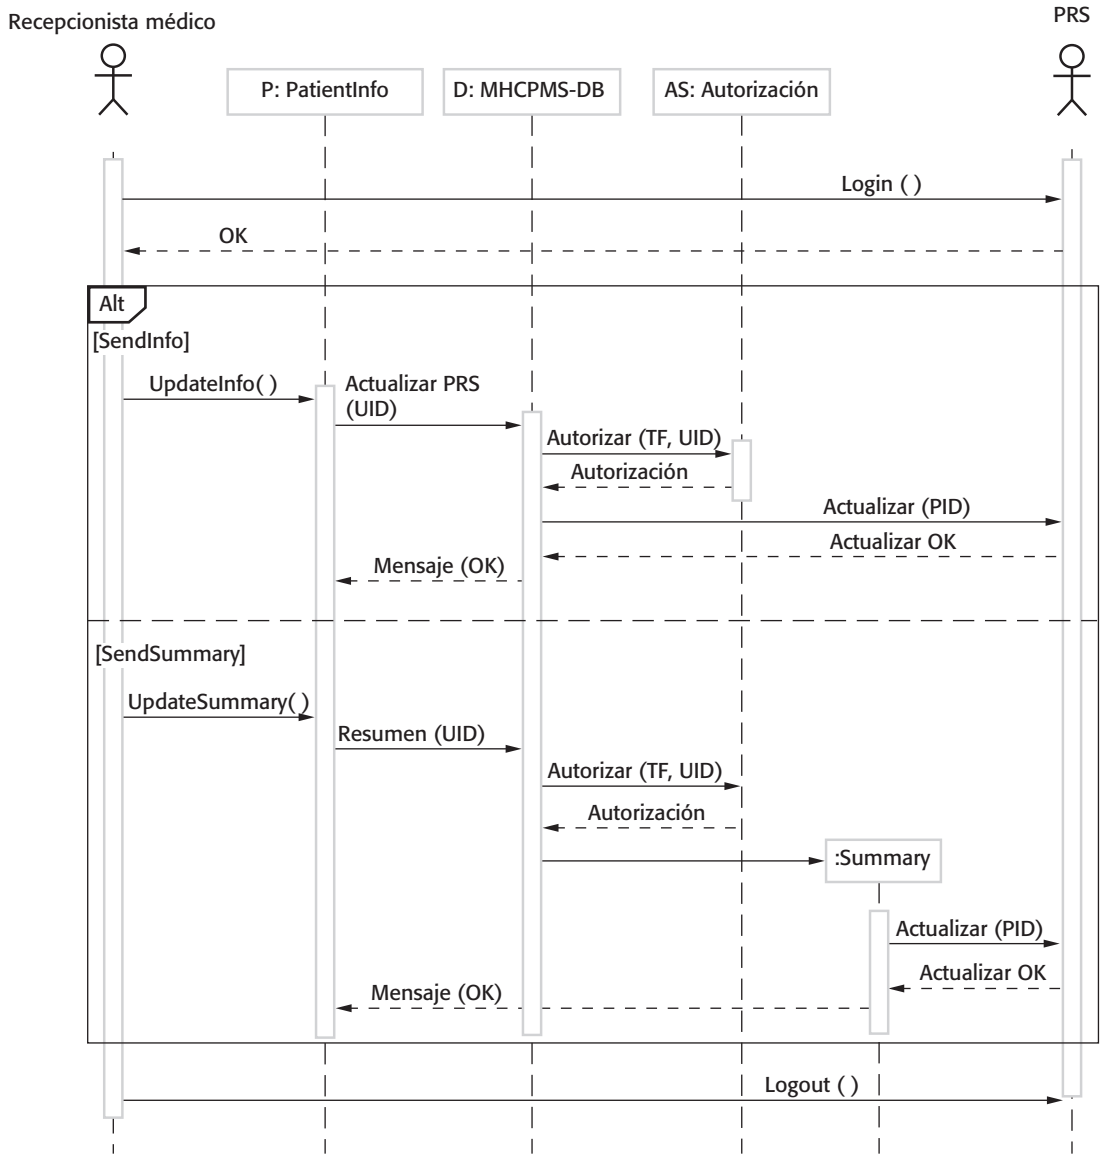 Recepcionista médico
PRS
P: PatientInfo
D: MHCPMS-DB
AS: Autorización
Login ( )
OK
Alt
[SendInfo]
UpdateInfo( )
Actualizar PRS
(UID)
Autorizar (TF, UID)
Autorización
Actualizar (PID)
Actualizar OK
Mensaje (OK)
[SendSummary]
UpdateSummary( )
Resumen (UID)
Autorizar (TF, UID)
Autorización
:Summary
Actualizar (PID)
Actualizar OK
Mensaje (OK)
Logout ( )